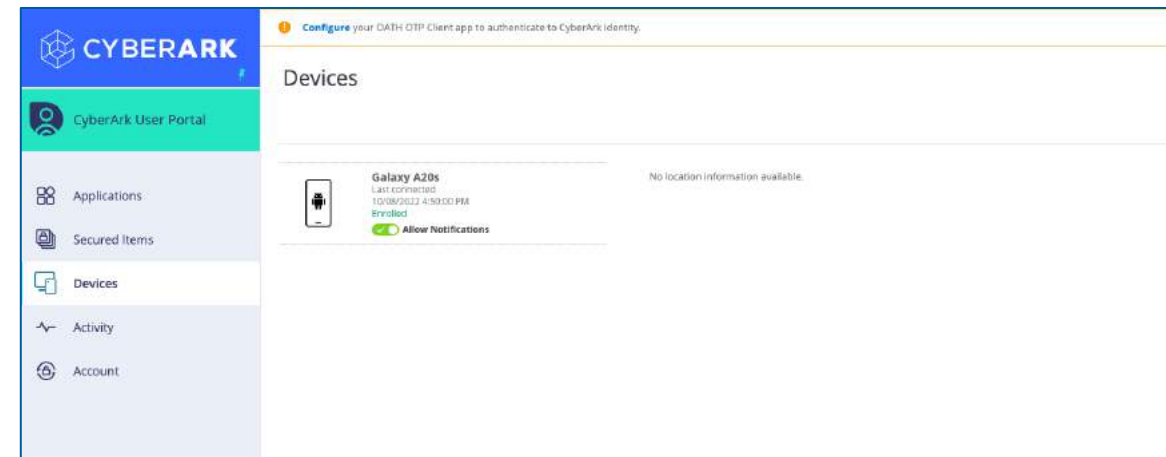 Configure your OATH OTP Client app to authenticate to CyberArk Identity.
CYBERARK
Devices
CyberArk User Portal
Galaxy A20s
Last connected
10/08/2022 4:50:00 PM
Enrolled
Allow Notifications
No location information available.
Applications
Secured Items
Devices
Activity
Account